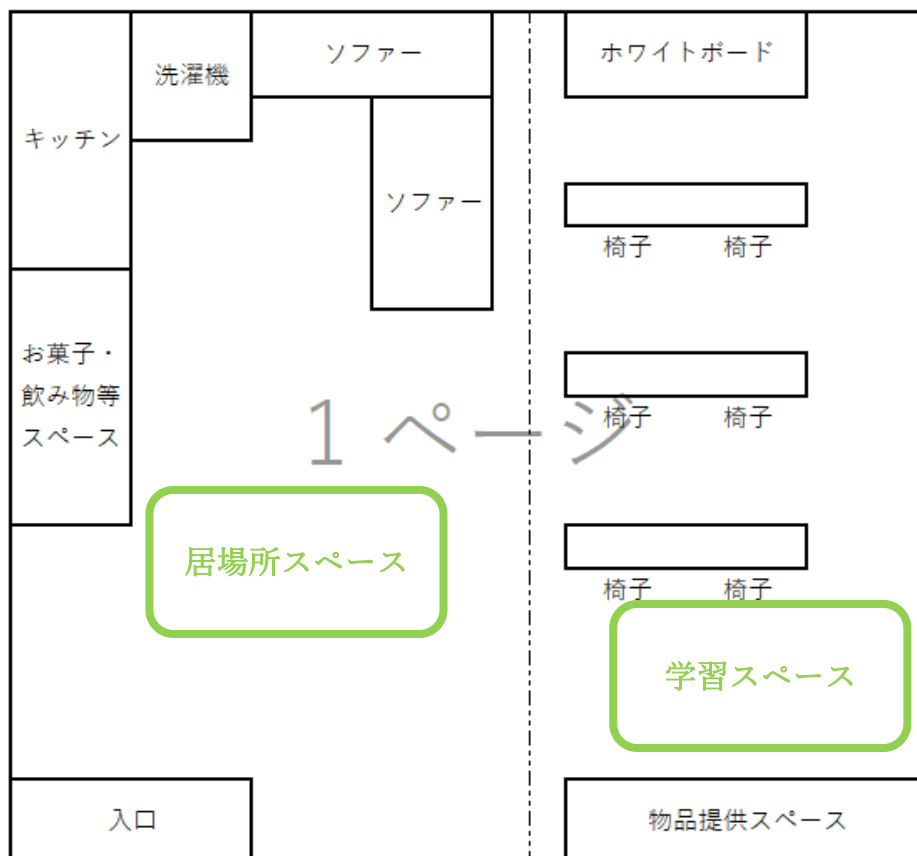 ソファー
ホワイトボード
洗濯機
キッチン
ソファー
椅子 椅子
お菓子・
飲み物等
スペース
1 ページ
椅子 椅子
居場所スペース
椅子 椅子
学習スペース
入口
物品提供スペース